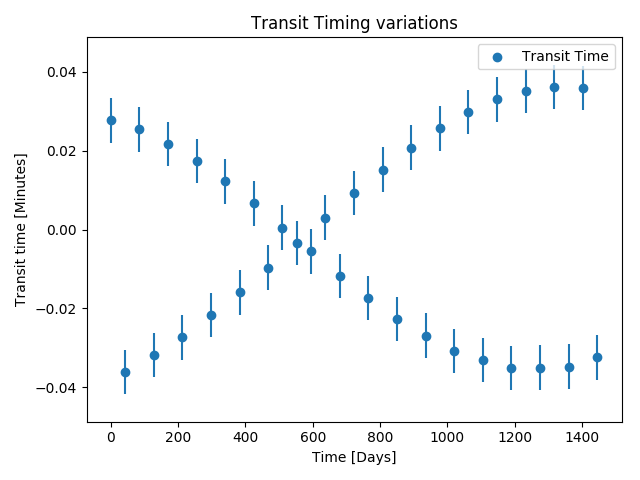 Transit Timing variations
Transit Time
Transit time [Minutes]
0.04
0.02
0.00
−0.02
−0.04
0 200 400 600 800 1000 1200 1400
Time [Days]